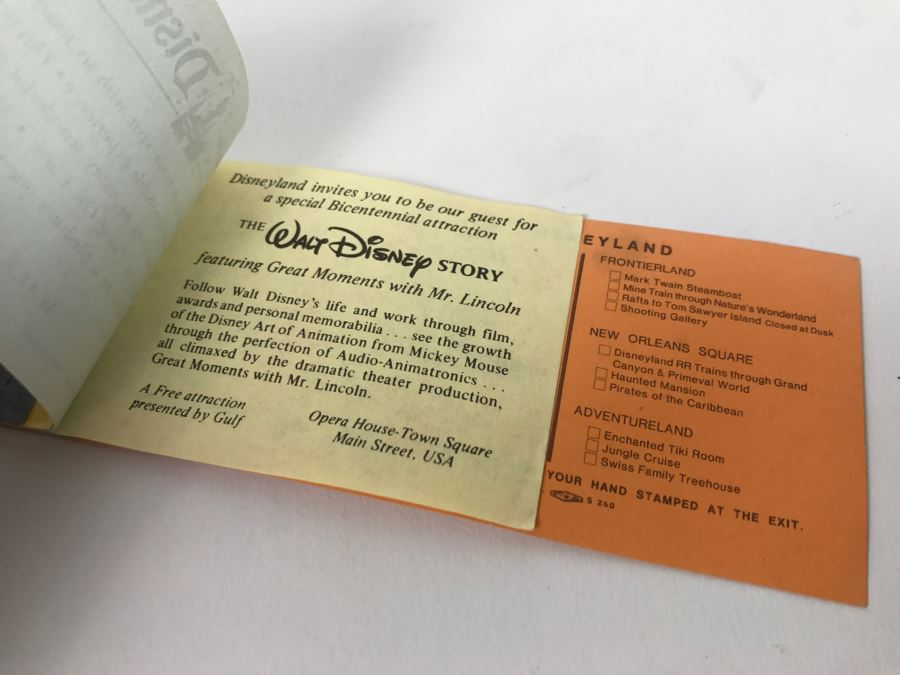 Disneyland invites you to be our guest for
a special Bicentennial attraction
THE WALT DISNEY STORY
featuring Great Moments with Mr. Lincoln
Follow Walt Disney's life and work through film,
awards and personal memorabilia . . . see the growth
of the Disney Art of Animation from Mickey Mouse
through the perfection of Audio-Animatronics . . .
all climaxed by the dramatic theater production,
Great Moments with Mr. Lincoln.
A Free attraction
presented by Gulf
Opera House-Town Square
Main Street, USA
EYLAND
FRONTIERLAND
Mark Twain Steamboat
Mine Train through Nature's Wonderland
Rafts to Tom Sawyer Island Closed at Dusk
Shooting Gallery
NEW ORLEANS SQUARE
Disneyland RR Trains through Grand
Canyon & Primeval World
Haunted Mansion
Pirates of the Caribbean
ADVENTURELAND
Enchanted Tiki Room
Jungle Cruise
Swiss Family Treehouse
YOUR HAND STAMPED AT THE EXIT.
S 260